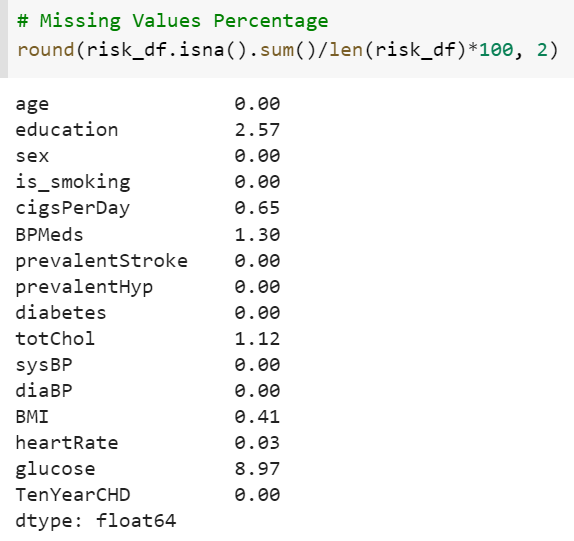 # Missing Values Percentage
round(risk_df.isna().sum()/len(risk_df)*100, 2)
age 0.00
education 2.57
sex 0.00
is_smoking 0.00
cigsPerDay 0.65
BPMeds 1.30
prevalentStroke 0.00
prevalentHyp 0.00
diabetes 0.00
totChol 1.12
sysBP 0.00
diaBP 0.00
BMI 0.41
heartRate 0.03
glucose 8.97
TenYearCHD 0.00
dtype: float64